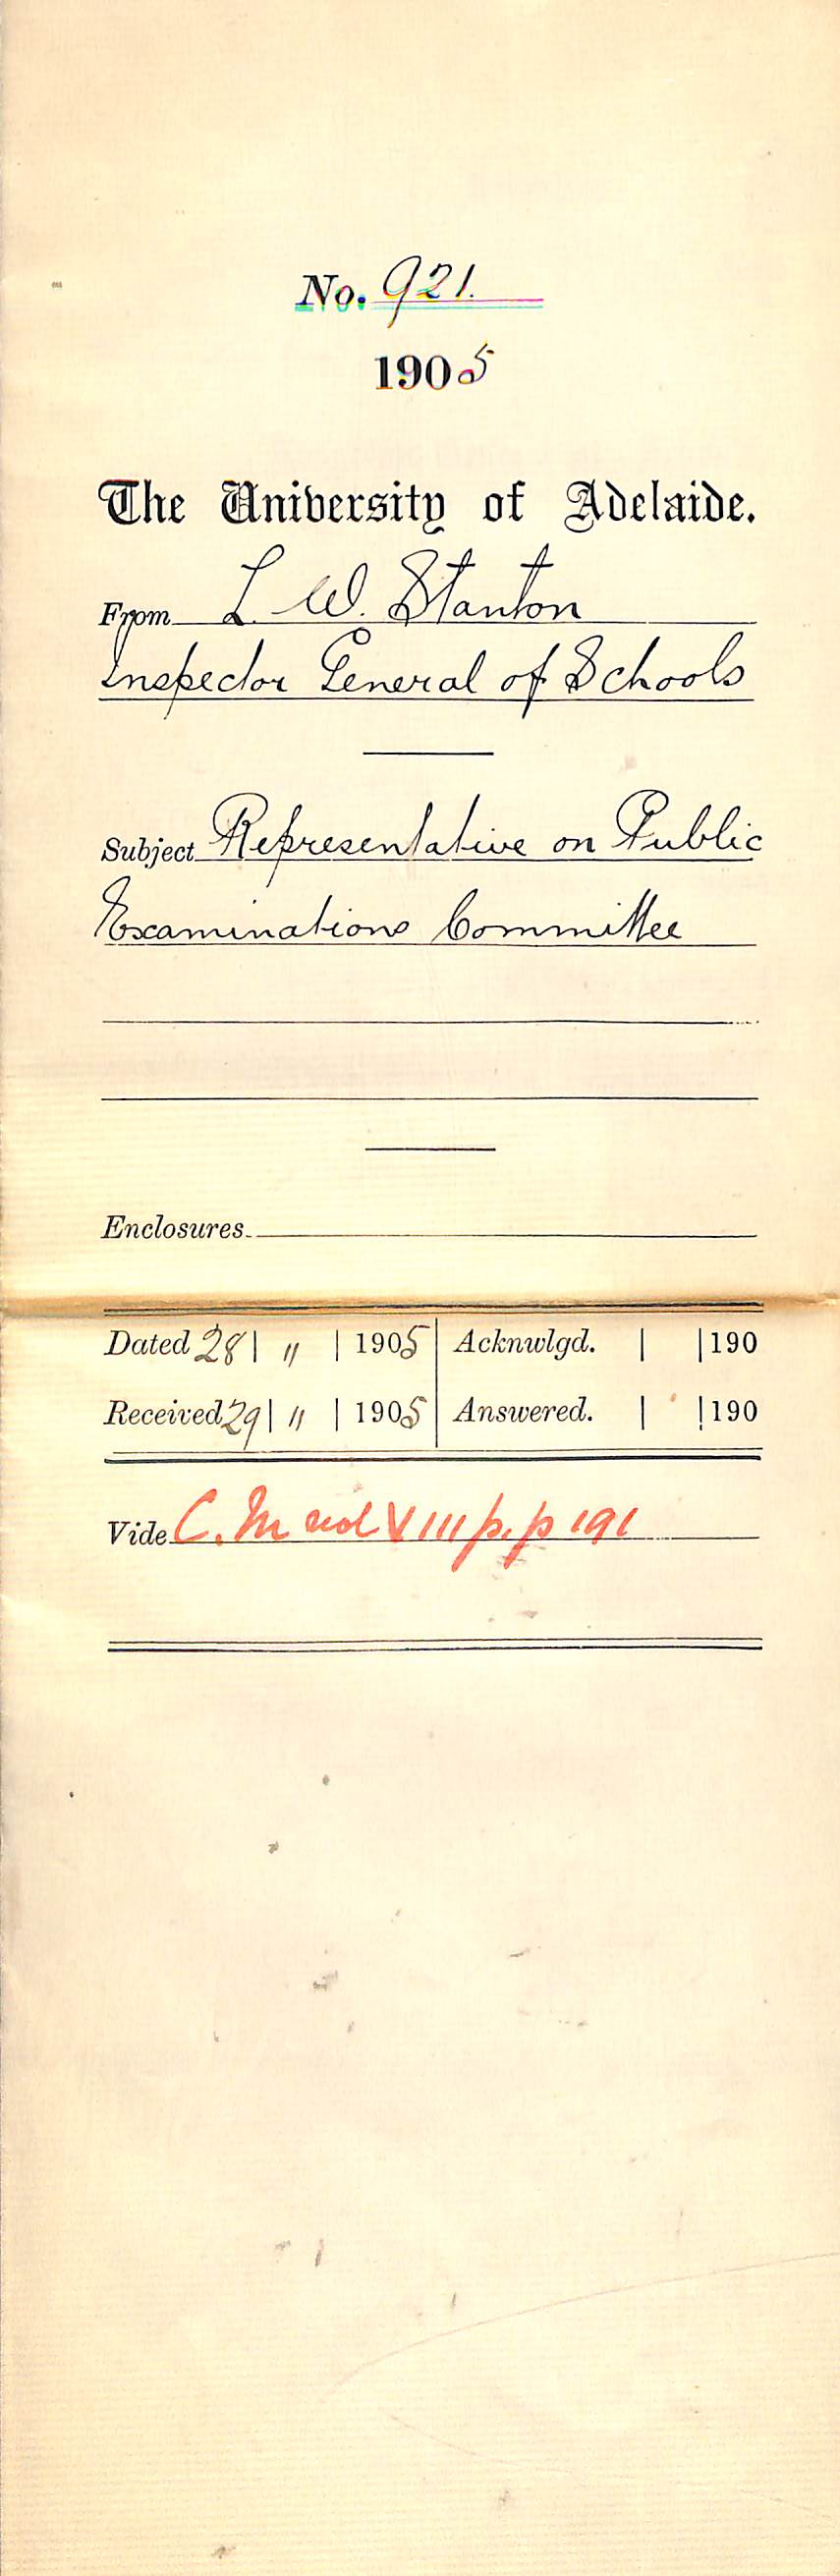 No. 921.
1905
The University of Adelaide.
From L. W. Stanton
Inspector General of Schools
Subject Representative on Public
Examinations Committee
Enclosures
Dated 28 | 11 | 1905 | Acknwlgd. | | 190
Received 29 | 11 | 1905 | Answered. | | 190
Vide C. M vol VIII p.p 191